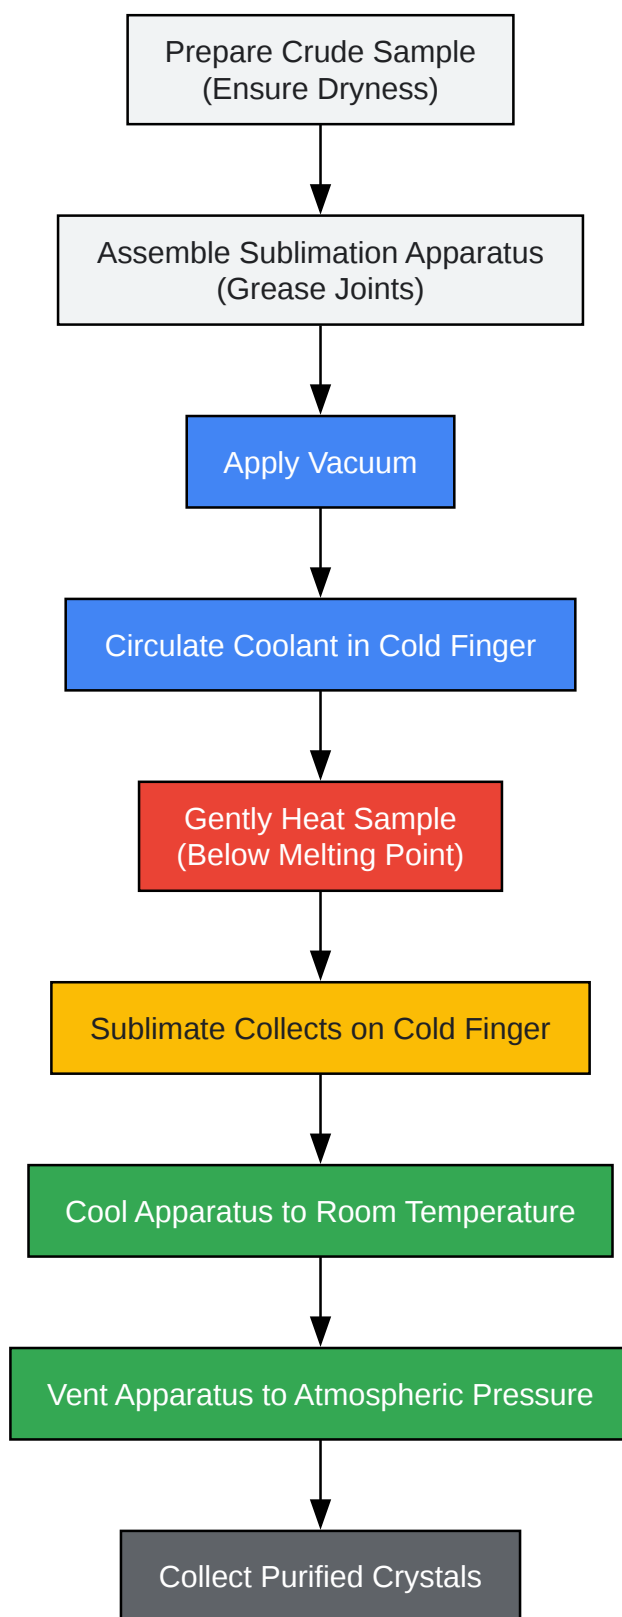 Prepare Crude Sample
(Ensure Dryness)
Assemble Sublimation Apparatus
(Grease Joints)
Apply Vacuum
Circulate Coolant in Cold Finger
Gently Heat Sample
(Below Melting Point)
Sublimate Collects on Cold Finger
Cool Apparatus to Room Temperature
Vent Apparatus to Atmospheric Pressure
Collect Purified Crystals